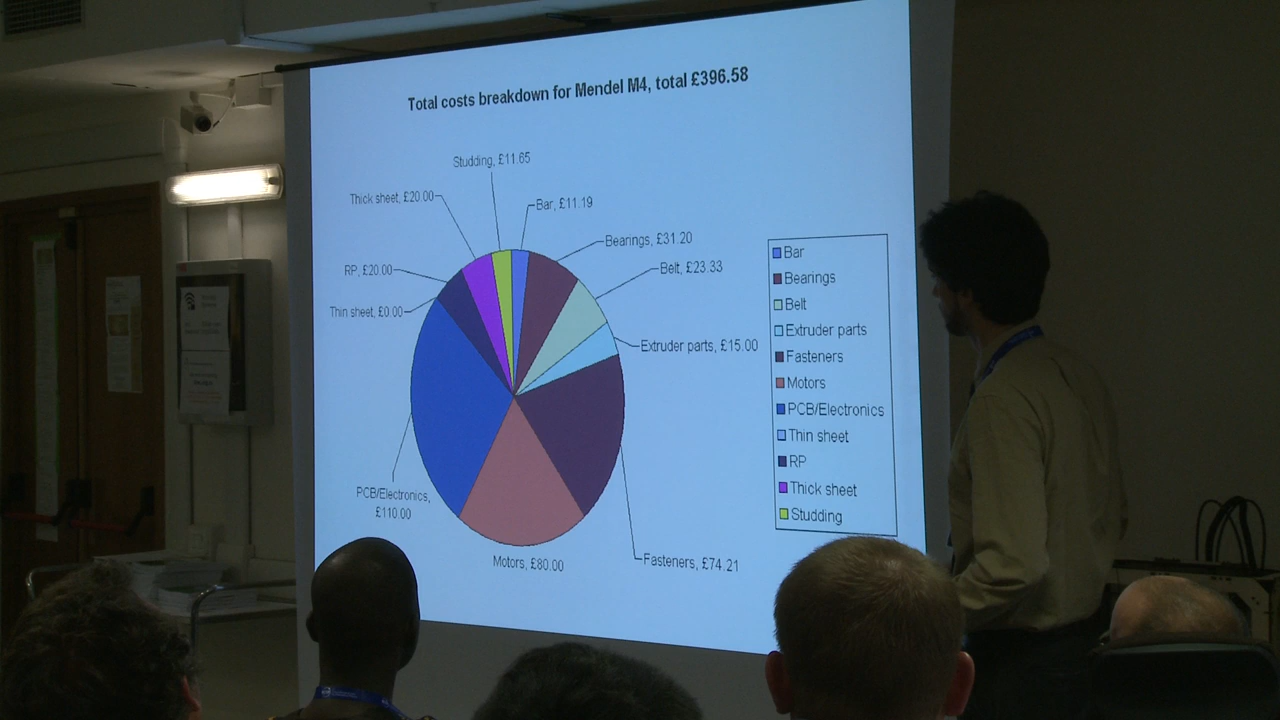 Total costs breakdown for Mendel M4, total £396.58
Studding, £11.65
Thick sheet, £20.00
Bar, £11.19
Bearings, £31.20
RP, £20.00
Belt, £23.33
Thin sheet, £0.00
Extruder parts, £15.00
PCB/Electronics,
£110.00
Motors, £80.00
Fasteners, £74.21
Bar
Bearings
Belt
Extruder parts
Fasteners
Motors
PCB/Electronics
Thin sheet
RP
Thick sheet
Studding